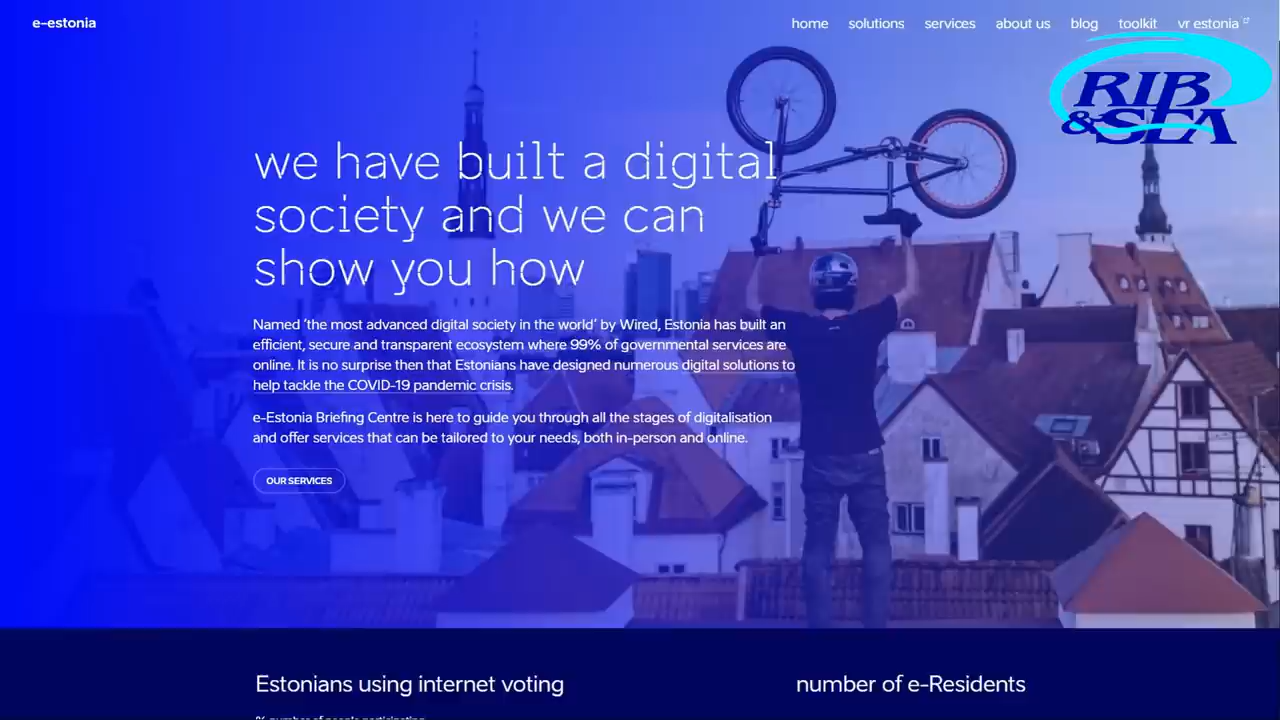 e-estonia
home solutions services about us blog toolkit vr estonia
RIB
&SEA
we have built a digital
society and we can
show you how
Named ‘the most advanced digital society in the world’ by Wired, Estonia has built an
efficient, secure and transparent ecosystem where 99% of governmental services are
online. It is no surprise then that Estonians have designed numerous digital solutions to
help tackle the COVID-19 pandemic crisis.
e-Estonia Briefing Centre is here to guide you through all the stages of digitalisation
and offer services that can be tailored to your needs, both in-person and online.
OUR SERVICES
Estonians using internet voting
number of e-Residents